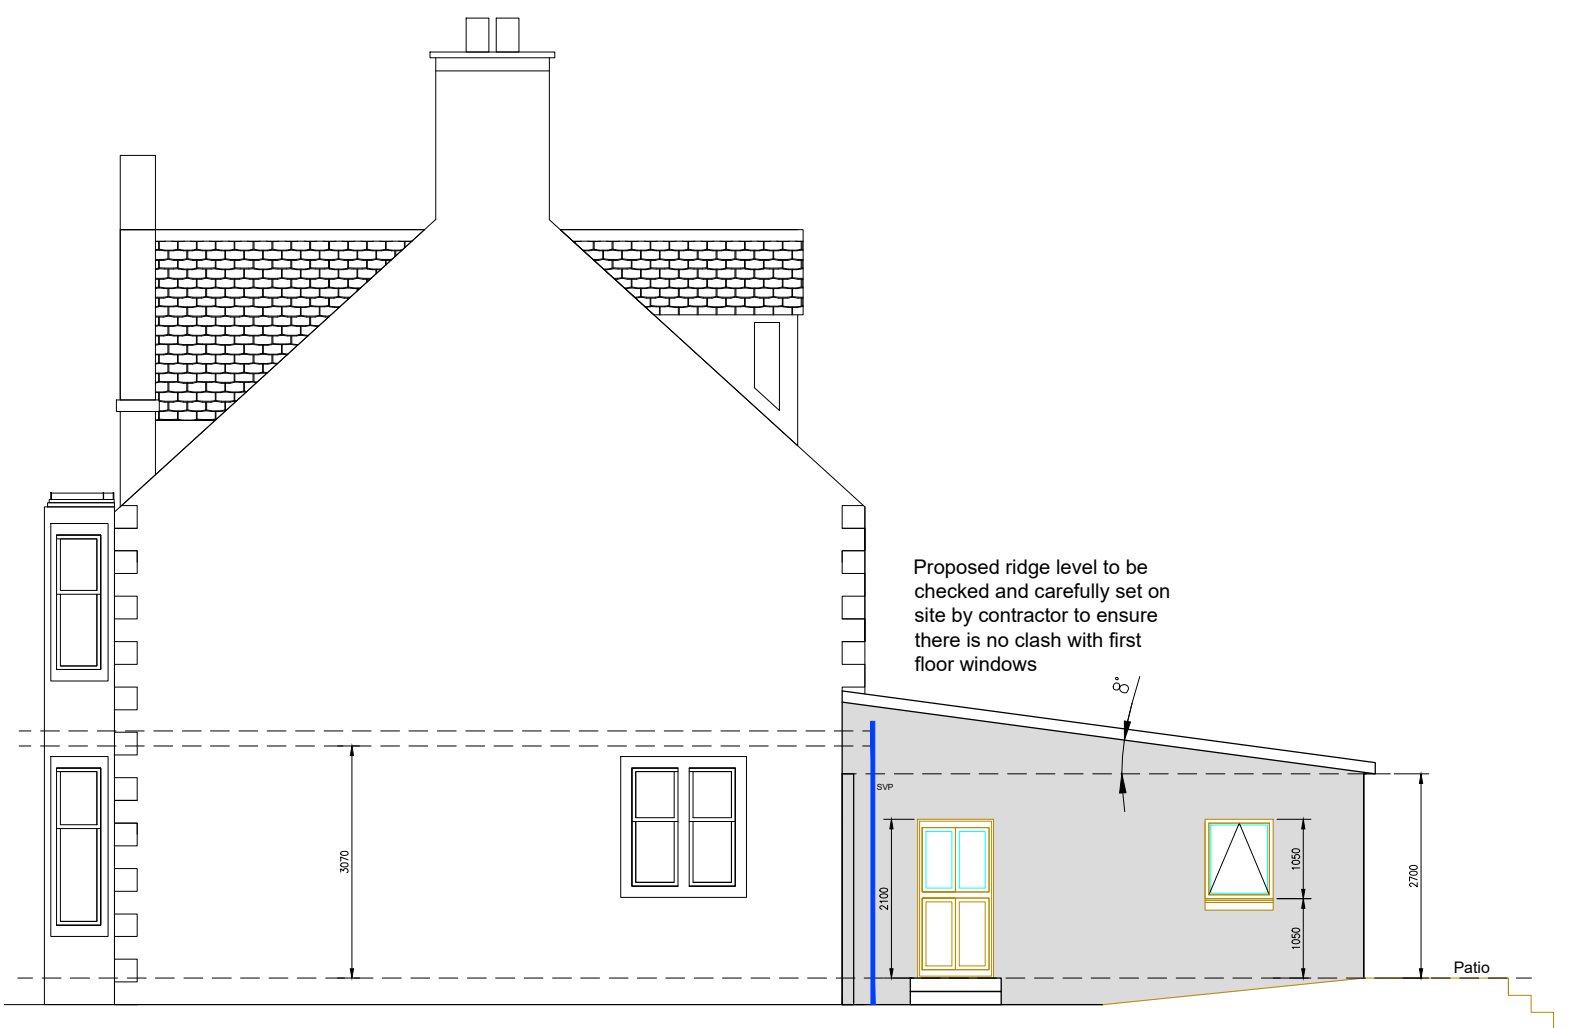 Proposed ridge level to be
checked and carefully set on
site by contractor to ensure
there is no clash with first
floor windows
8°
SVP
3070
2100
1050
1050
2700
Patio